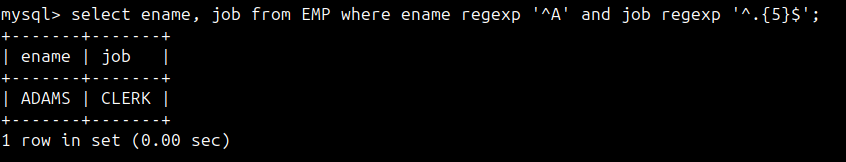 mysql> select ename, job from EMP where ename regexp '^A' and job regexp '^.{5}$';
+-------+-------+
| ename | job   |
+-------+-------+
| ADAMS | CLERK |
+-------+-------+
1 row in set (0.00 sec)